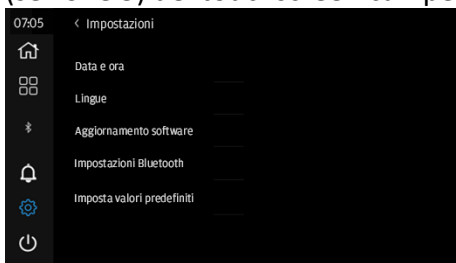 07:05
< Impostazioni
Data e ora
Lingue
Aggiornamento software
Impostazioni Bluetooth
Imposta valori predefiniti